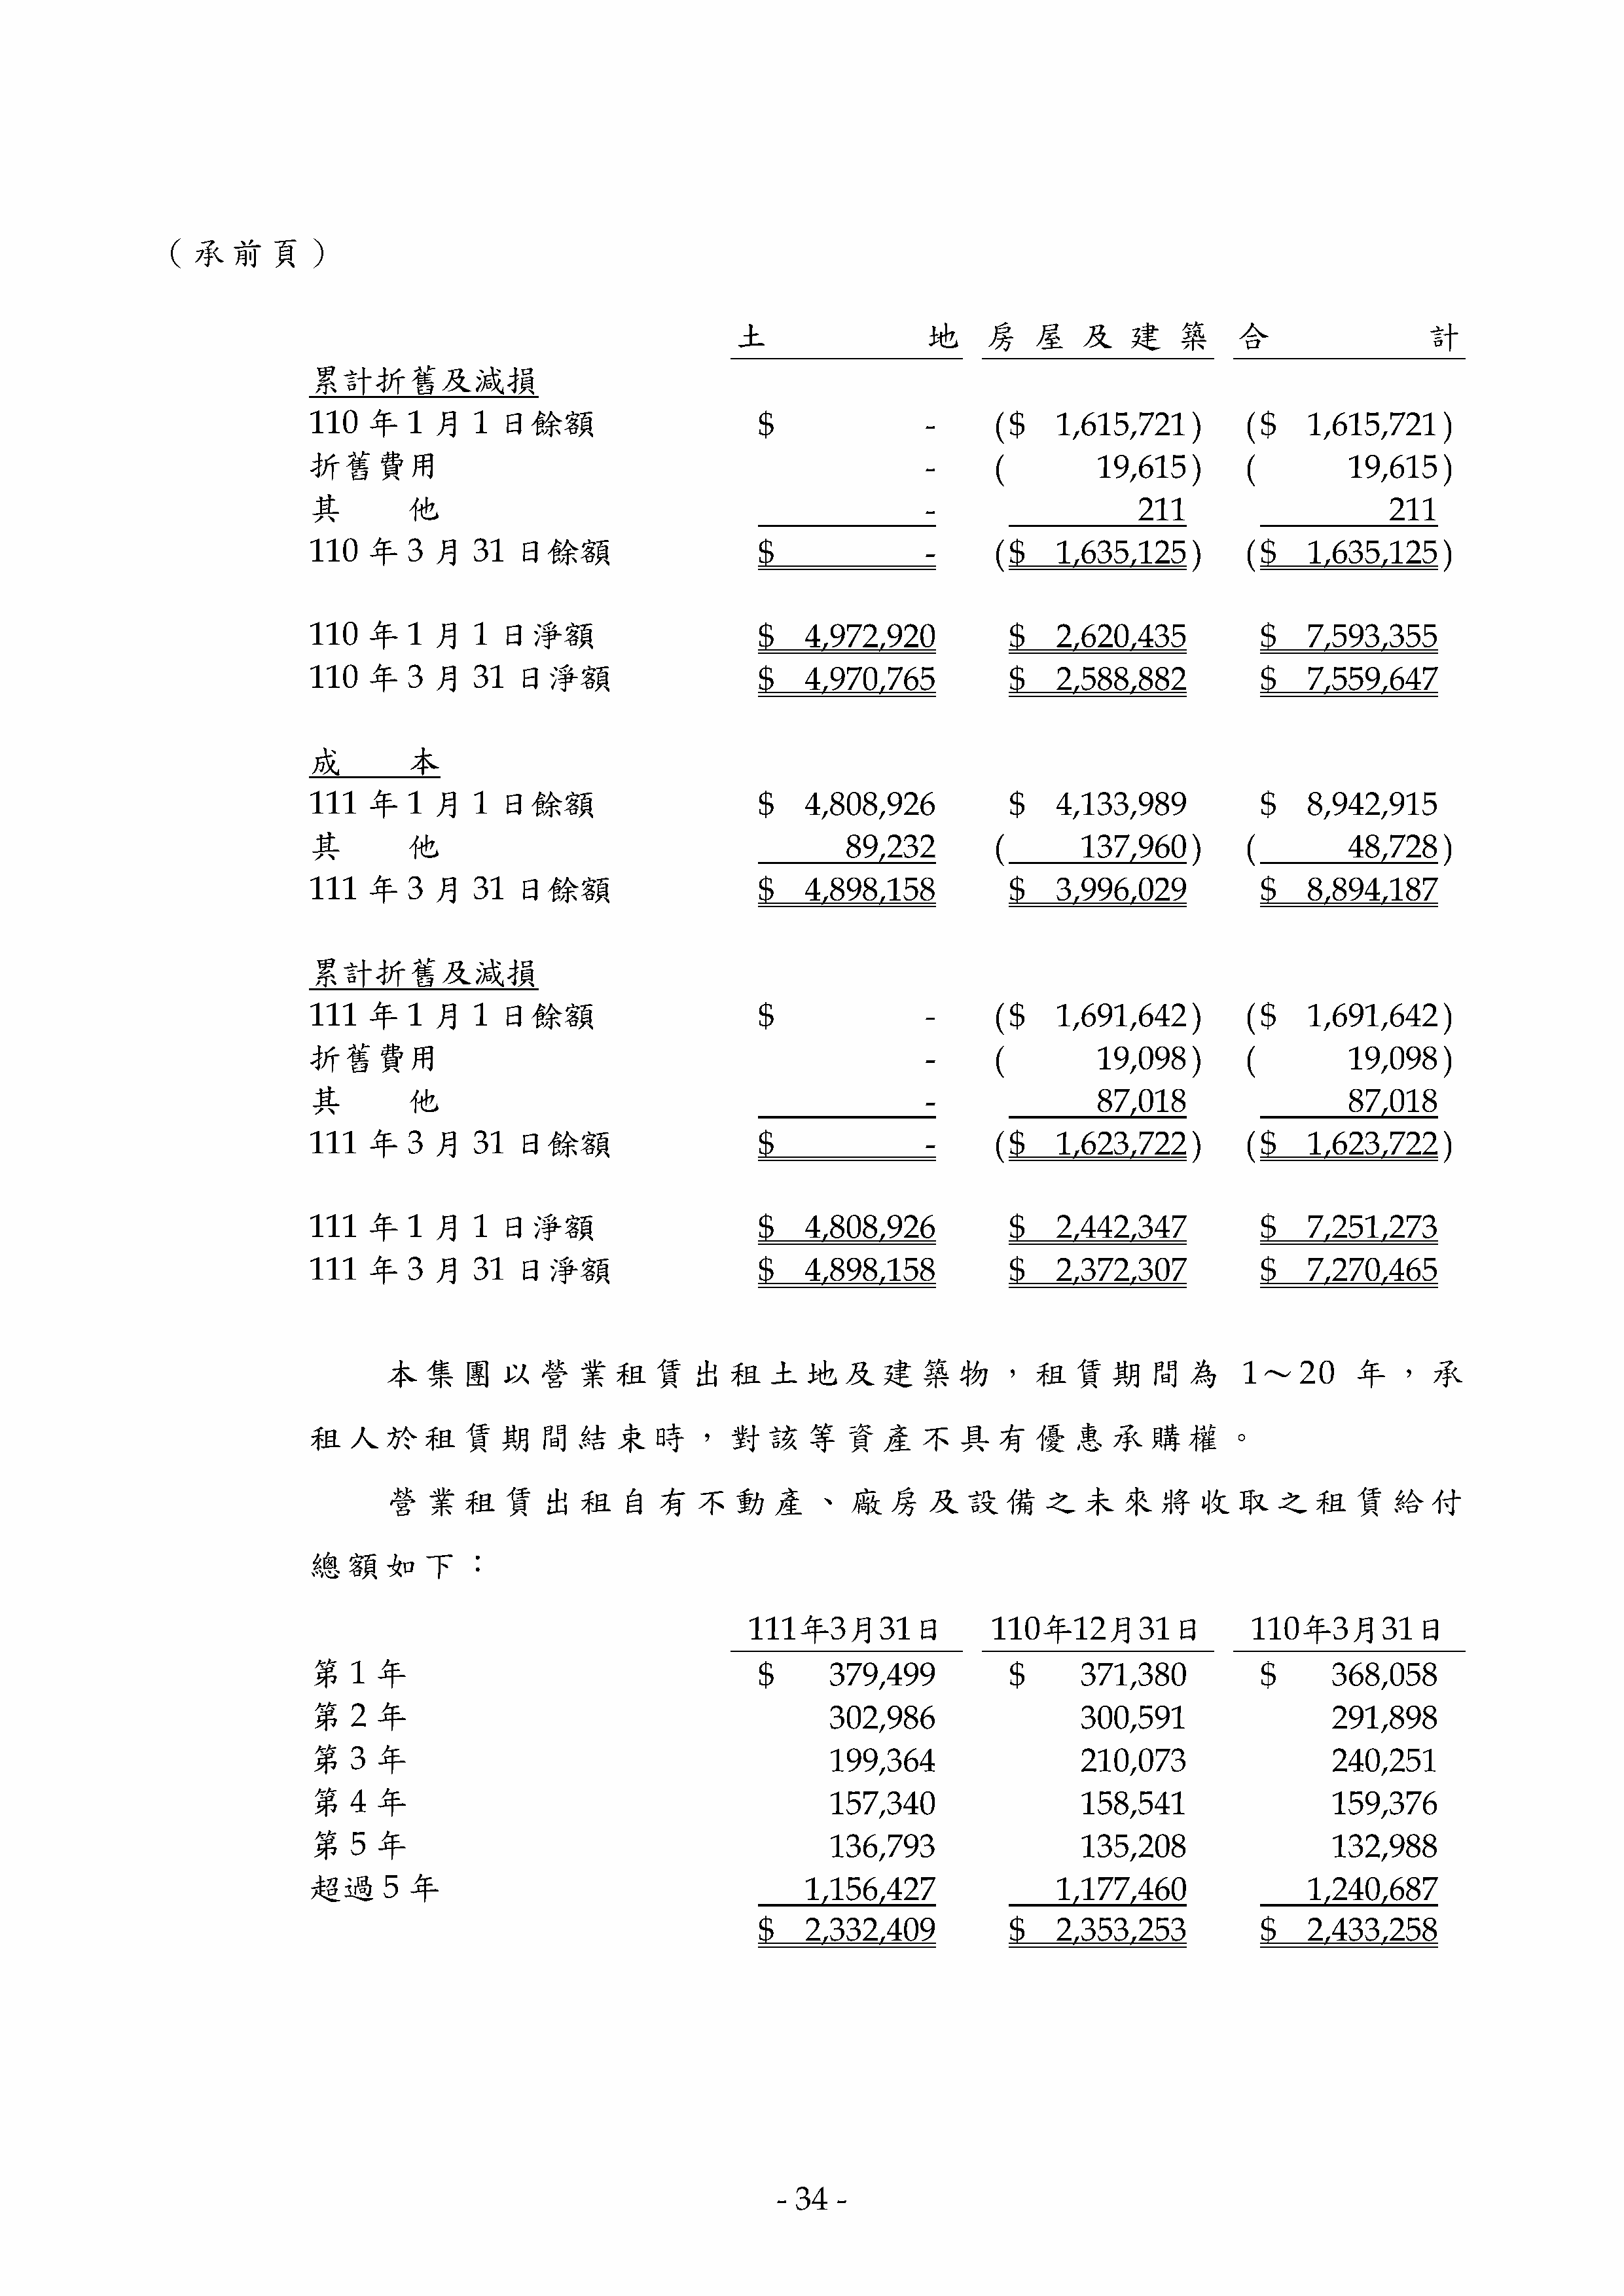 （承前頁）
土　　地 房屋及建築 合　　計
累計折舊及減損
110 年 1 月 1 日餘額 $ - ($ 1,615,721) ($ 1,615,721)
折舊費用 - ( 19,615) ( 19,615)
其　　他 - 211 211
110 年 3 月 31 日餘額 $ - ($ 1,635,125) ($ 1,635,125)
110 年 1 月 1 日淨額 $ 4,972,920 $ 2,620,435 $ 7,593,355
110 年 3 月 31 日淨額 $ 4,970,765 $ 2,588,882 $ 7,559,647
成　　本
111 年 1 月 1 日餘額 $ 4,808,926 $ 4,133,989 $ 8,942,915
其　　他 89,232 ( 137,960) ( 48,728)
111 年 3 月 31 日餘額 $ 4,898,158 $ 3,996,029 $ 8,894,187
累計折舊及減損
111 年 1 月 1 日餘額 $ - ($ 1,691,642) ($ 1,691,642)
折舊費用 - ( 19,098) ( 19,098)
其　　他 - 87,018 87,018
111 年 3 月 31 日餘額 $ - ($ 1,623,722) ($ 1,623,722)
111 年 1 月 1 日淨額 $ 4,808,926 $ 2,442,347 $ 7,251,273
111 年 3 月 31 日淨額 $ 4,898,158 $ 2,372,307 $ 7,270,465
本集團以營業租賃出租土地及建築物，租賃期間為 1～20 年，承
租人於租賃期間結束時，對該等資產不具有優惠承購權。
營業租賃出租自有不動產、廠房及設備之未來將收取之租賃給付
總額如下：
111年3月31日 110年12月31日 110年3月31日
第 1 年 $ 379,499 $ 371,380 $ 368,058
第 2 年 302,986 300,591 291,898
第 3 年 199,364 210,073 240,251
第 4 年 157,340 158,541 159,376
第 5 年 136,793 135,208 132,988
超過 5 年 1,156,427 1,177,460 1,240,687
$ 2,332,409 $ 2,353,253 $ 2,433,258
- 34 -